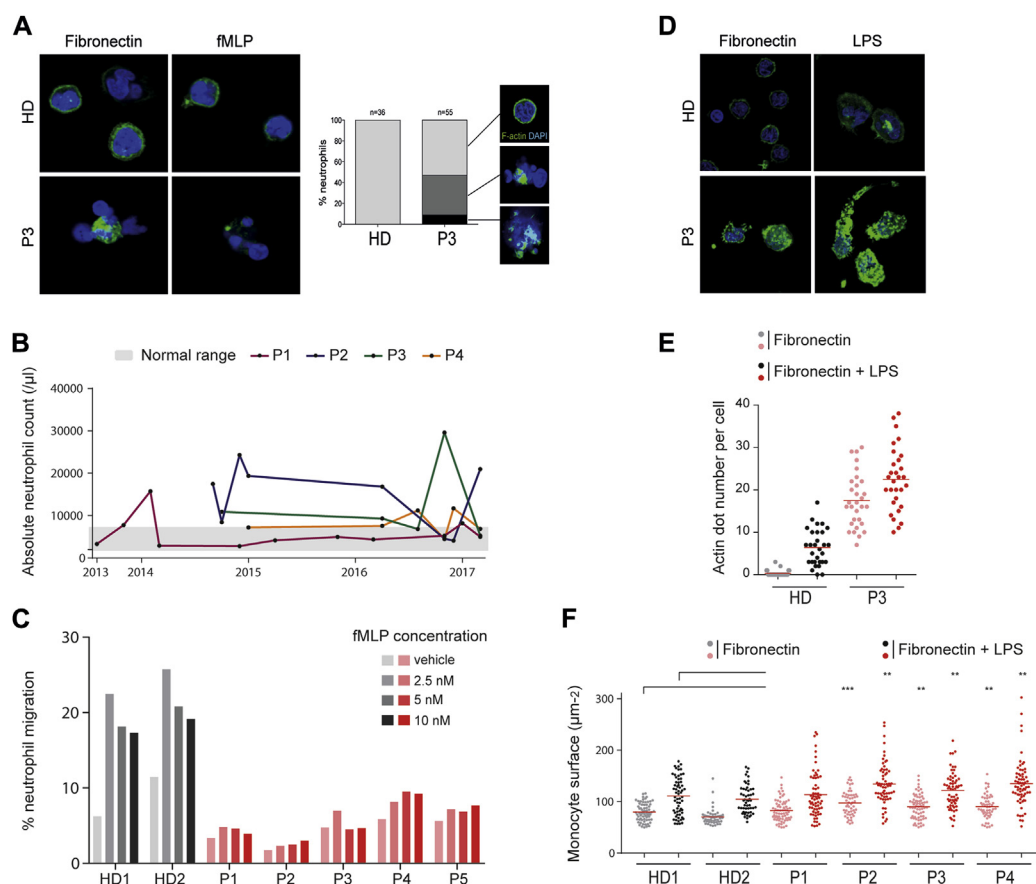 A
Fibronectin
fMLP
HD
P3
% neutrophils
100
80
60
40
20
0
n=36
n=55
HD
P3
F-actin DAPI
D
Fibronectin
LPS
HD
P3
B
Normal range
P1
P2
P3
P4
Absolute neutrophil count (/µl)
40000
30000
20000
10000
0
2013
2014
2015
2016
2017
E
Fibronectin
Fibronectin + LPS
Actin dot number per cell
40
30
20
10
0
HD
P3
C
fMLP concentration
vehicle
2.5 nM
5 nM
10 nM
% neutrophil migration
30
20
10
0
HD1
HD2
P1
P2
P3
P4
P5
F
Fibronectin
Fibronectin + LPS
Monocyte surface (µm-2)
300
200
100
0
***
**
**
**
**
**
HD1
HD2
P1
P2
P3
P4